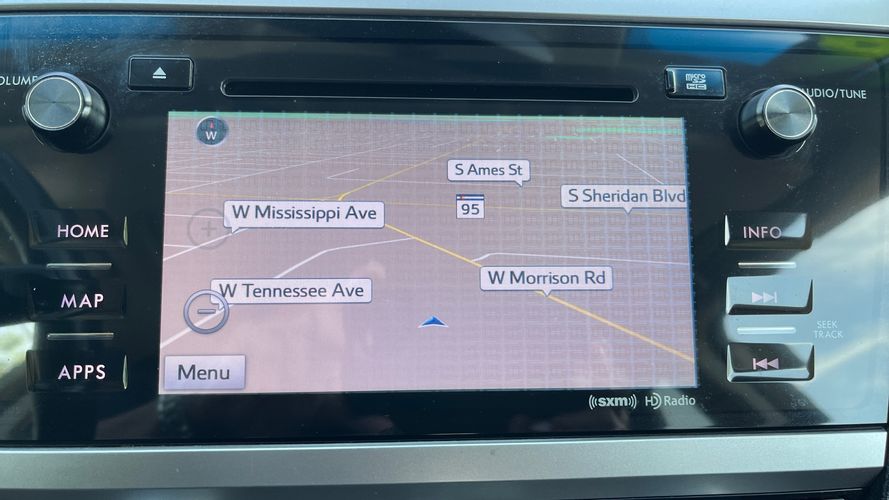 VOLUME
micro SD HC
AUDIO/TUNE
W
S Ames St
S Sheridan Blvd
95
W Mississippi Ave
HOME
INFO
W Morrison Rd
W Tennessee Ave
MAP
SEEK
TRACK
APPS
Menu
((sxm)) HD Radio